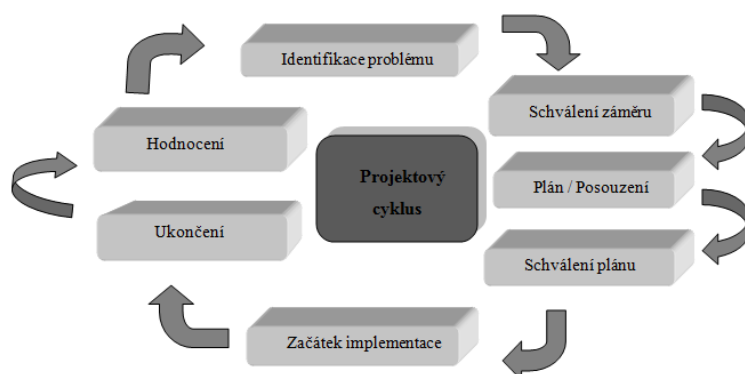 Identifikace problému
Schválení záměru
Plán / Posouzení
Schválení plánu
Začátek implementace
Ukončení
Hodnocení
Projektový
cyklus